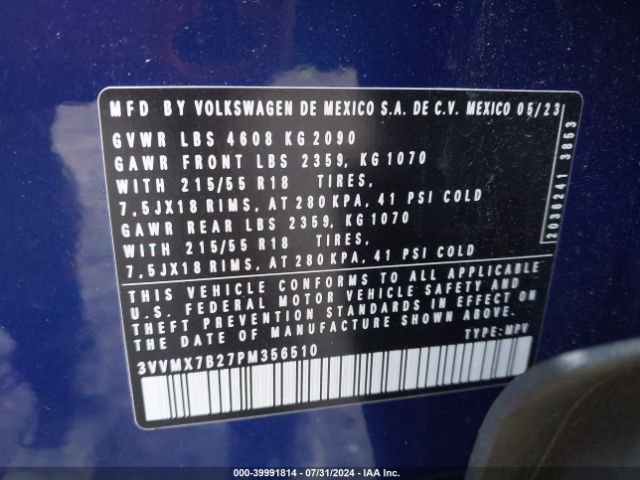 MFD BY VOLKSWAGEN DE MEXICO S.A. DE C.V. MEXICO 05/23
GVWR LBS 4608 KG 2090
GAWR FRONT LBS 2359, KG 1070
WITH 215/55 R18 TIRES,
7,5JX18 RIMS, AT 280 KPA, 41 PSI COLD
GAWR REAR LBS 2359, KG 1070
WITH 215/55 R18 TIRES,
7,5JX18 RIMS, AT 280 KPA, 41 PSI COLD
2036241 3863
THIS VEHICLE CONFORMS TO ALL APPLICABLE
U.S. FEDERAL MOTOR VEHICLE SAFETY AND
THEFT PREVENTION STANDARDS IN EFFECT ON
THE DATE OF MANUFACTURE SHOWN ABOVE.
3VVMX7B27PM356510 TYPE: MPV
000-39991814 / 07/31/2024 / IAA Inc.